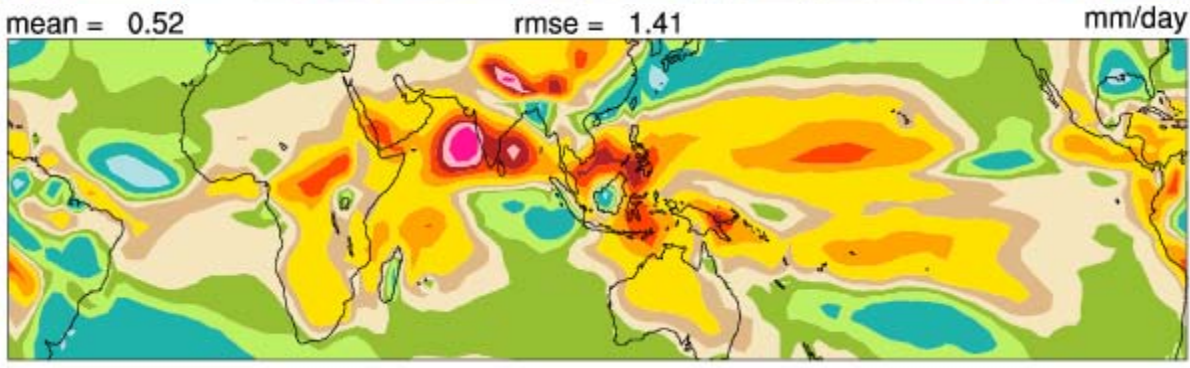 mean = 0.52 rmse = 1.41 mm/day